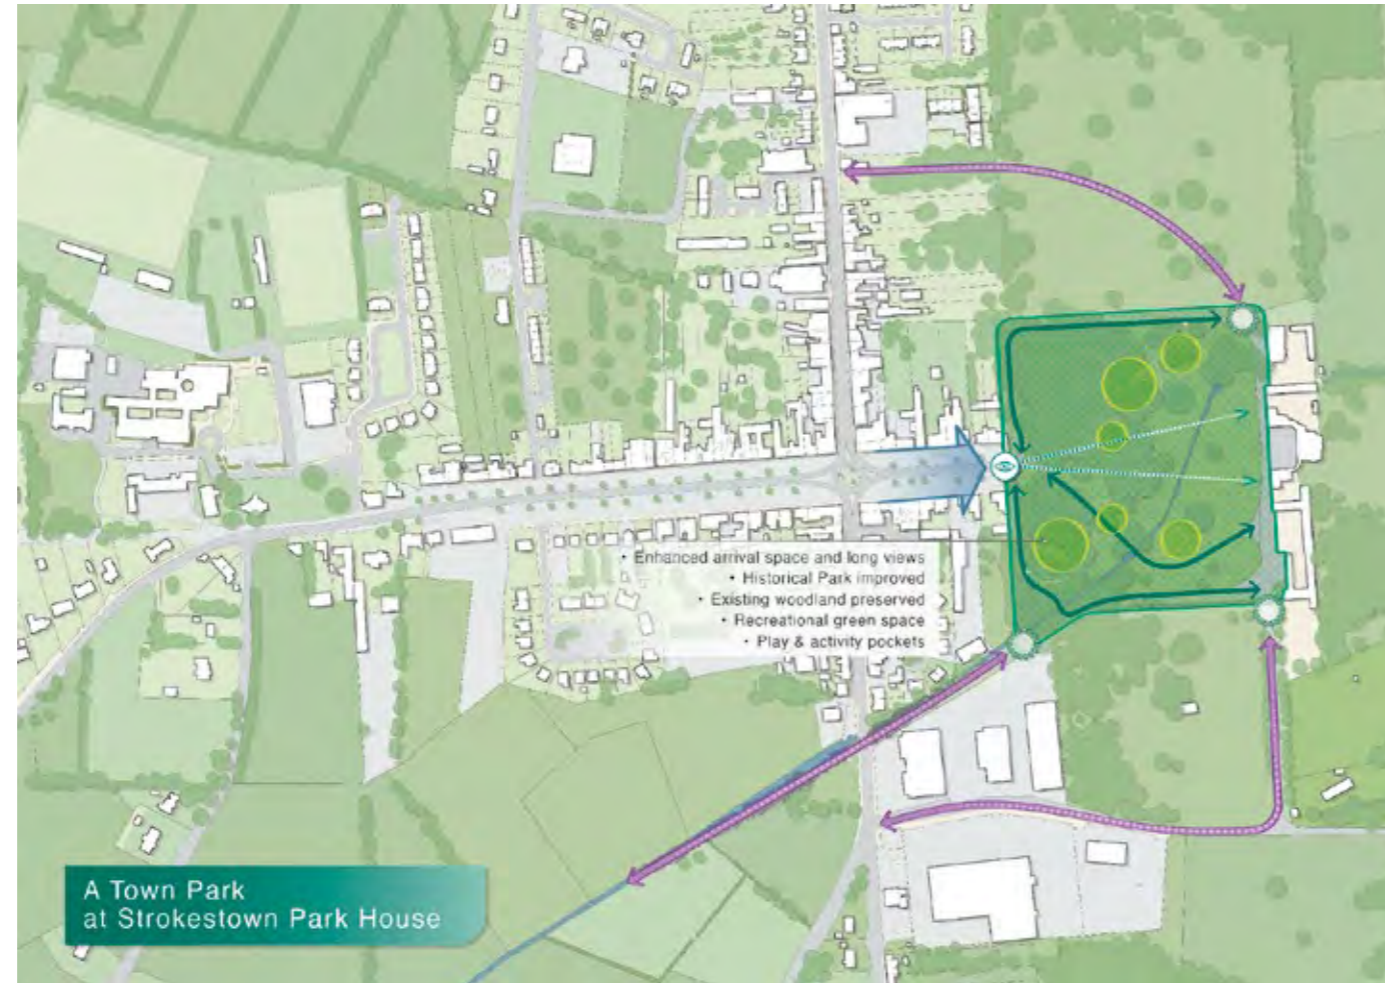 • Enhanced arrival space and long views
• Historical Park improved
• Existing woodland preserved
• Recreational green space
• Play & activity pockets
A Town Park
at Strokestown Park House